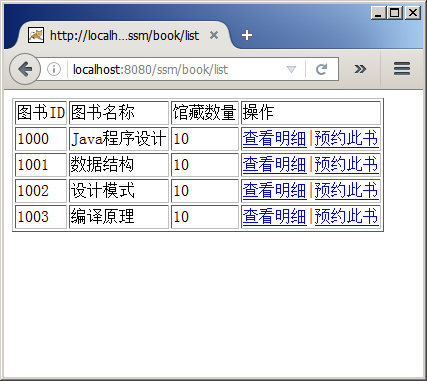 http://localh...ssm/book/list
localhost:8080/ssm/book/list
图书ID 图书名称 馆藏数量 操作
1000 Java程序设计 10 查看明细|预约此书
1001 数据结构 10 查看明细|预约此书
1002 设计模式 10 查看明细|预约此书
1003 编译原理 10 查看明细|预约此书